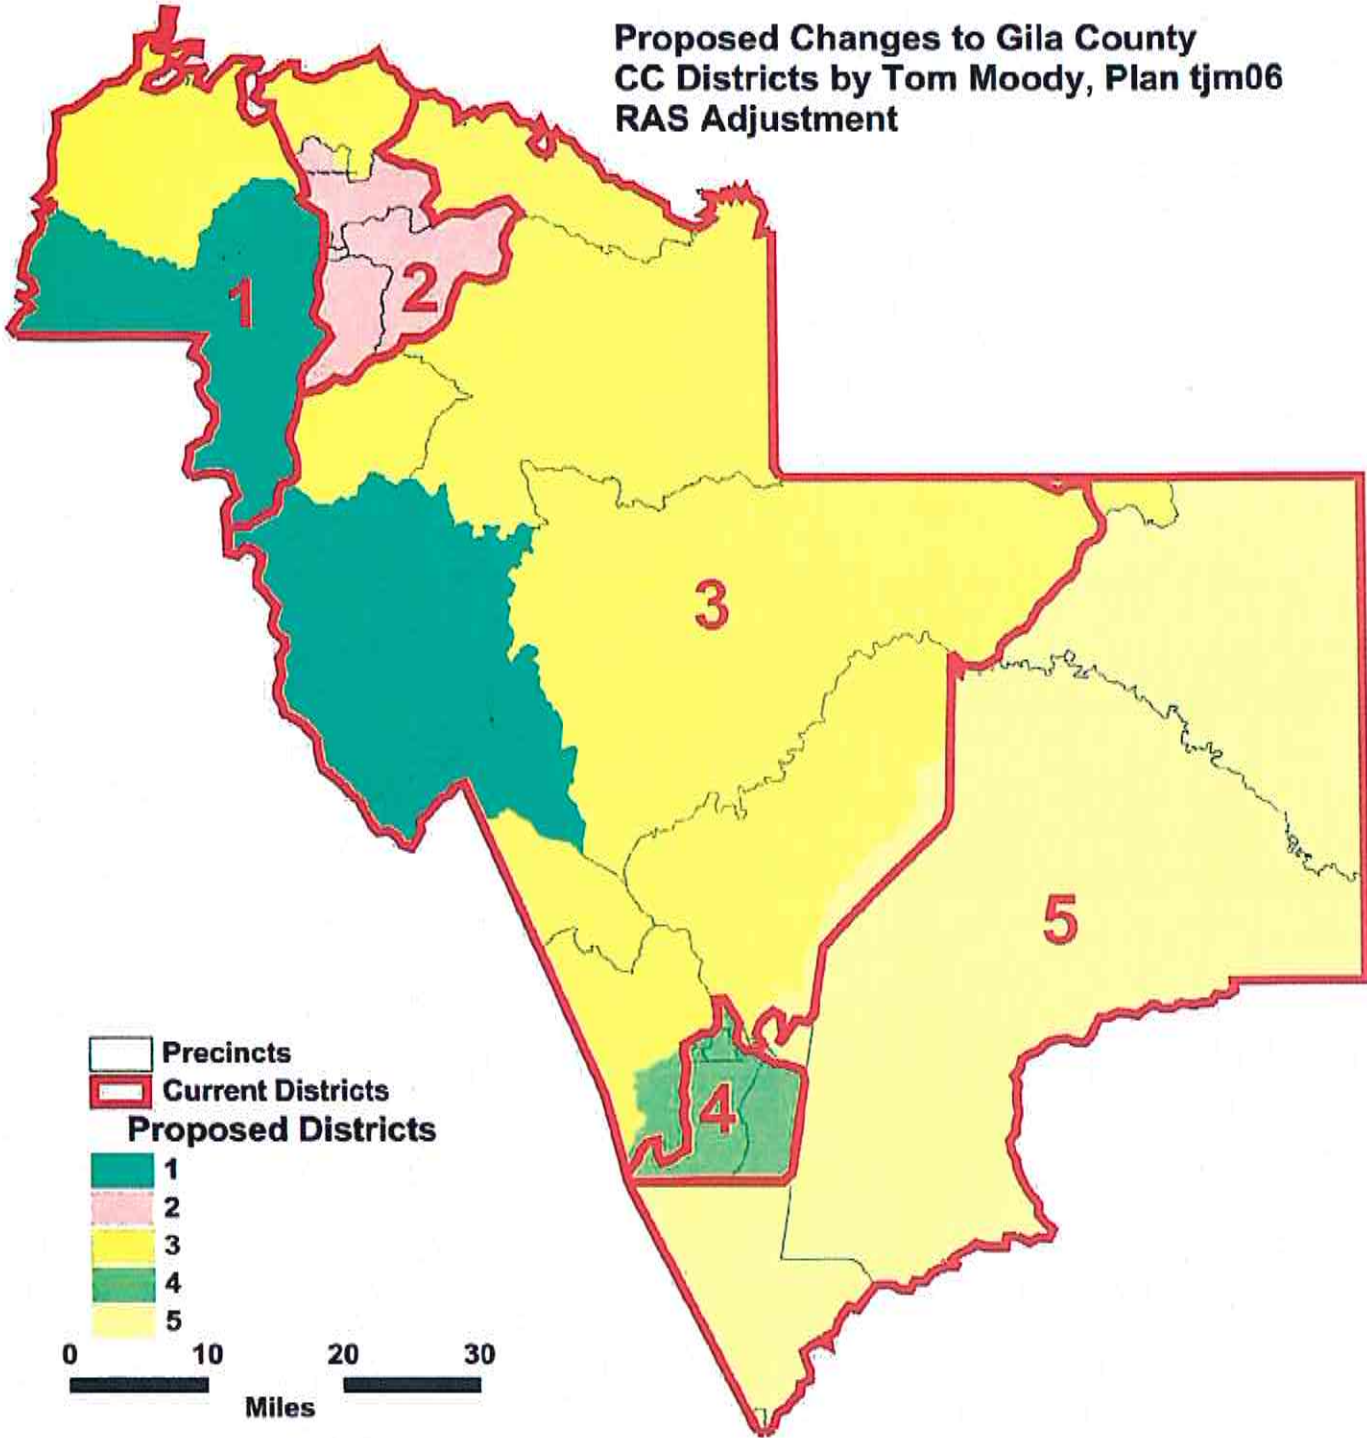 Proposed Changes to Gila County
CC Districts by Tom Moody, Plan tjm06
RAS Adjustment
1
2
3
5
4
Precincts
Current Districts
Proposed Districts
1
2
3
4
5
0 10 20 30
Miles